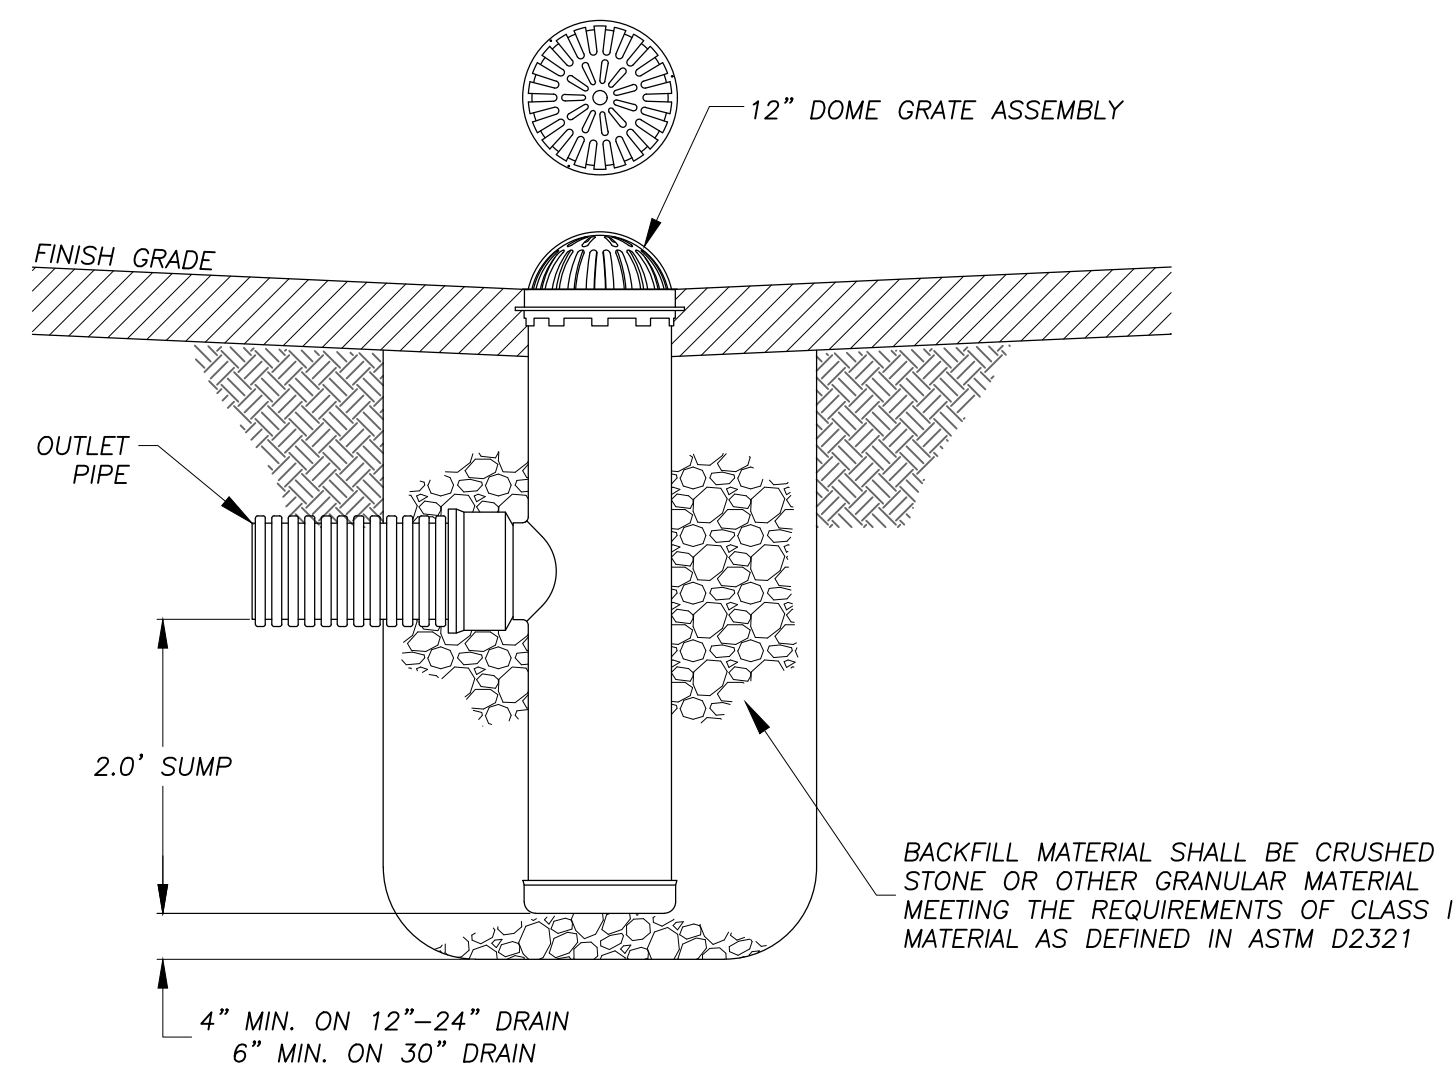 12” DOME GRATE ASSEMBLY
FINISH GRADE
OUTLET
PIPE
2.0’ SUMP
BACKFILL MATERIAL SHALL BE CRUSHED
STONE OR OTHER GRANULAR MATERIAL
MEETING THE REQUIREMENTS OF CLASS I
MATERIAL AS DEFINED IN ASTM D2321
4” MIN. ON 12”–24” DRAIN
6” MIN. ON 30” DRAIN